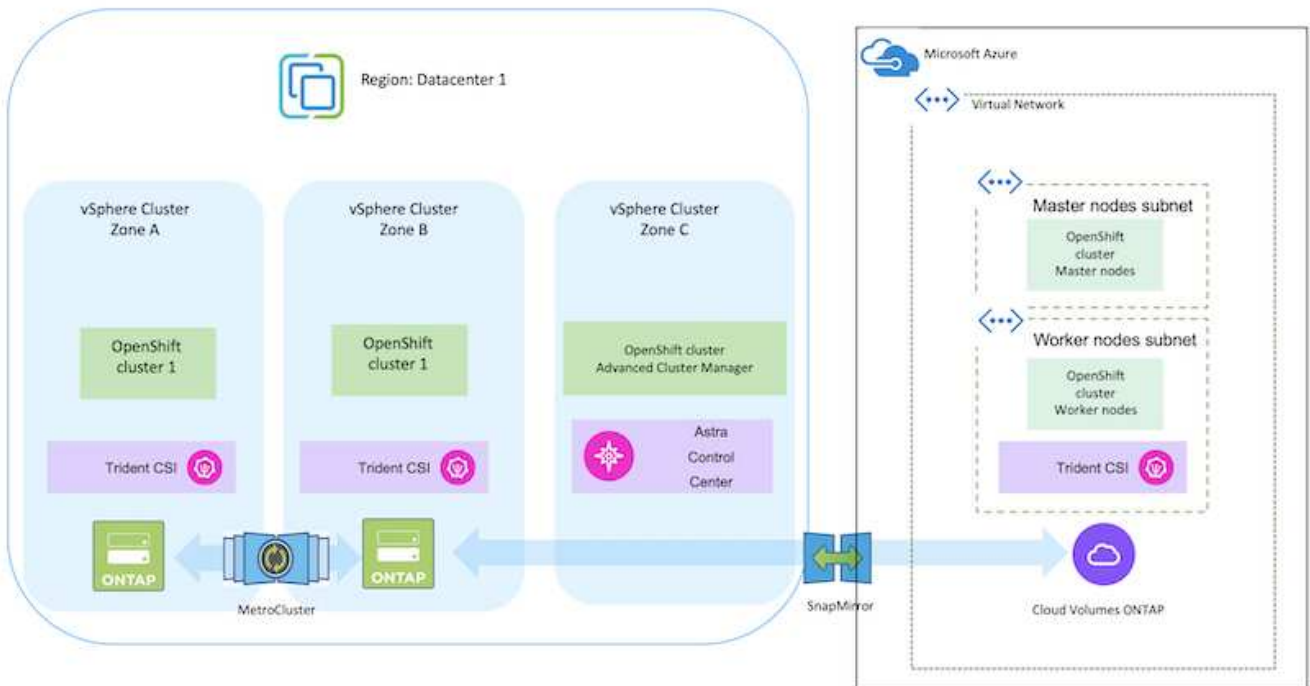 Region: Datacenter 1
vSphere Cluster
Zone A
OpenShift
cluster 1
Trident CSI
ONTAP
MetroCluster
vSphere Cluster
Zone B
OpenShift
cluster 1
Trident CSI
ONTAP
vSphere Cluster
Zone C
OpenShift cluster
Advanced Cluster Manager
Astra
Control
Center
SnapMirror
Microsoft Azure
Virtual Network
Master nodes subnet
OpenShift
cluster
Master nodes
Worker nodes subnet
OpenShift
cluster
Worker nodes
Trident CSI
Cloud Volumes ONTAP